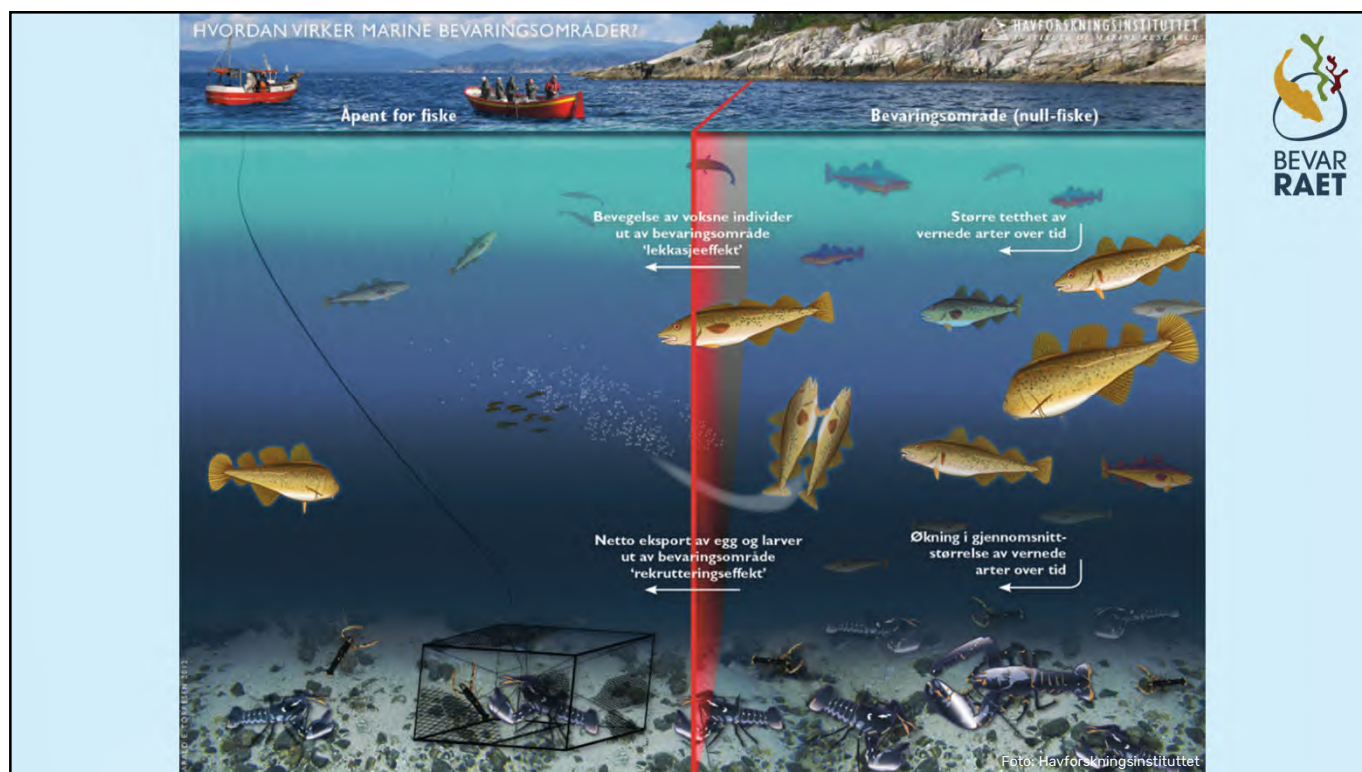 HVORDAN VIRKER MARINE BEVARINGSOMRÅDER?
HAVFORSKNINGSINSTITUTTET
INSTITUTE OF MARINE RESEARCH
BEVAR
RAET
Åpent for fiske
Bevaringsområde (null-fiske)
Bevegelse av voksne individer
ut av bevaringsområde
‘lekkasjeeffekt’
Større tetthet av
vernede arter over tid
Netto eksport av egg og larver
ut av bevaringsområde
‘rekrutteringseffekt’
Økning i gjennomsnitt-
størrelse av vernede
arter over tid
Foto: Havforskningsinstituttet